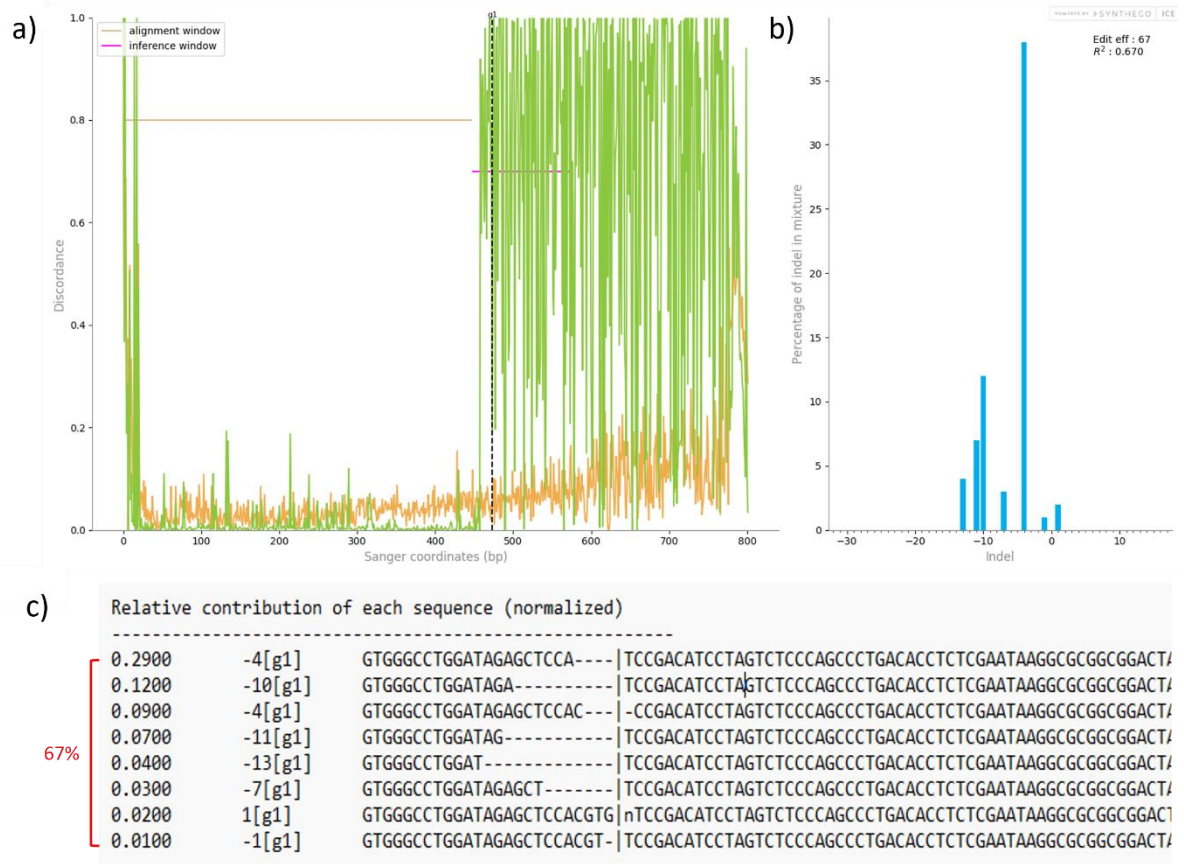 a)
g1
alignment window
inference window
1.0
0.8
0.6
0.4
0.2
0.0
Discordance
0 100 200 300 400 500 600 700 800
Sanger coordinates (bp)
b)
POWERED BY SYNTHEGO ICE
Edit eff : 67
R² : 0.670
35
30
25
20
15
10
5
0
Percentage of indel in mixture
-30 -20 -10 0 10
Indel
c)
Relative contribution of each sequence (normalized)
--------------------------------------------------------
67%
0.2900 -4[g1] GTGGGCCTGGATAGAGCTCCA----|TCCGACATCCTAGTCTCCCAGCCCTGACACCTCTCGAATAAGGCGCGGCGGACTA
0.1200 -10[g1] GTGGGCCTGGATAGA----------|TCCGACATCCTAGTCTCCCAGCCCTGACACCTCTCGAATAAGGCGCGGCGGACTA
0.0900 -4[g1] GTGGGCCTGGATAGAGCTCCAC---|-CCGACATCCTAGTCTCCCAGCCCTGACACCTCTCGAATAAGGCGCGGCGGACTA
0.0700 -11[g1] GTGGGCCTGGATAG-----------|TCCGACATCCTAGTCTCCCAGCCCTGACACCTCTCGAATAAGGCGCGGCGGACTA
0.0400 -13[g1] GTGGGCCTGGAT-------------|TCCGACATCCTAGTCTCCCAGCCCTGACACCTCTCGAATAAGGCGCGGCGGACTA
0.0300 -7[g1] GTGGGCCTGGATAGAGCT-------|TCCGACATCCTAGTCTCCCAGCCCTGACACCTCTCGAATAAGGCGCGGCGGACTA
0.0200 1[g1] GTGGGCCTGGATAGAGCTCCACGTG|nTCCGACATCCTAGTCTCCCAGCCCTGACACCTCTCGAATAAGGCGCGGCGGACT
0.0100 -1[g1] GTGGGCCTGGATAGAGCTCCACGT-|TCCGACATCCTAGTCTCCCAGCCCTGACACCTCTCGAATAAGGCGCGGCGGACTA